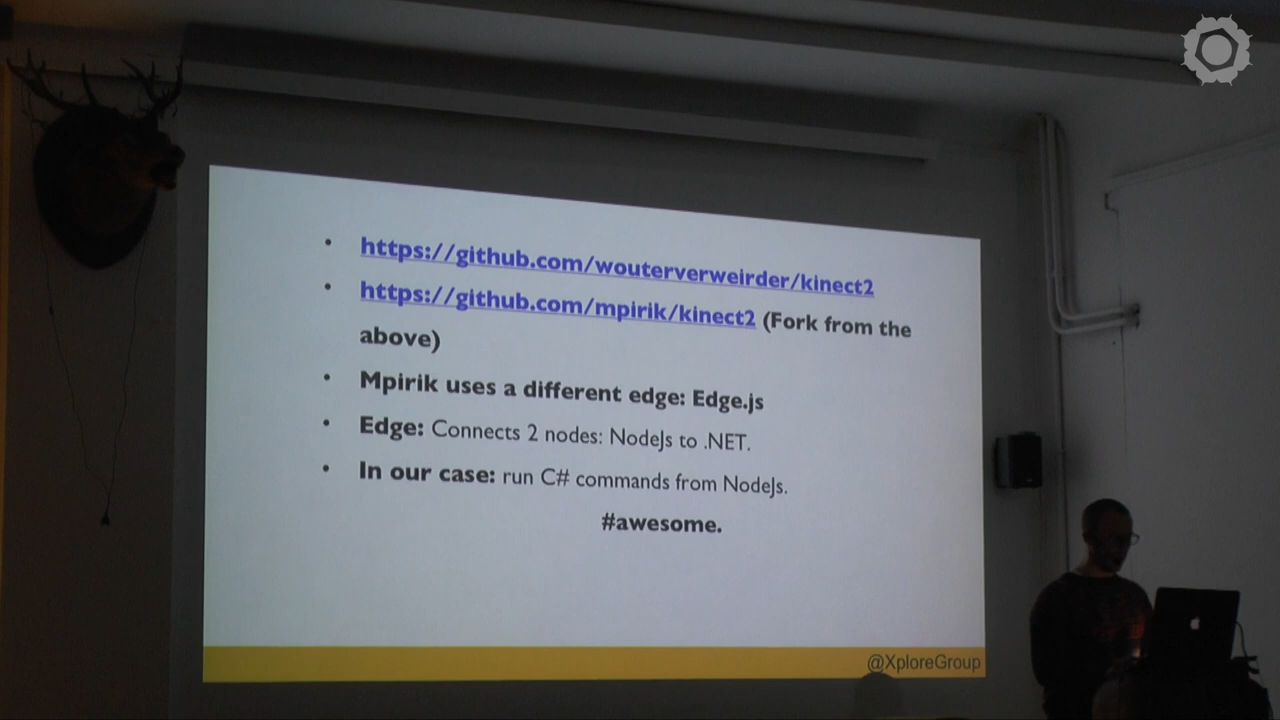 • https://github.com/wouterverweirder/kinect2
• https://github.com/mpirik/kinect2 (Fork from the
above)
• Mpirik uses a different edge: Edge.js
• Edge: Connects 2 nodes: NodeJs to .NET.
• In our case: run C# commands from NodeJs.
#awesome.
@XploreGroup